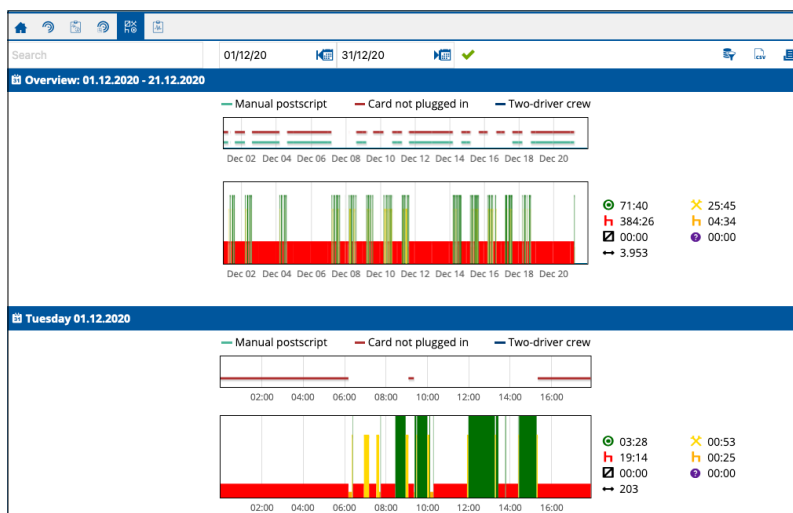 Search 01/12/20 31/12/20 CSV
Overview: 01.12.2020 - 21.12.2020
Manual postscript Card not plugged in Two-driver crew
Dec 02 Dec 04 Dec 06 Dec 08 Dec 10 Dec 12 Dec 14 Dec 16 Dec 18 Dec 20
71:40 25:45
384:26 04:34
00:00 ? 00:00
3.953
Dec 02 Dec 04 Dec 06 Dec 08 Dec 10 Dec 12 Dec 14 Dec 16 Dec 18 Dec 20
Tuesday 01.12.2020
Manual postscript Card not plugged in Two-driver crew
02:00 04:00 06:00 08:00 10:00 12:00 14:00 16:00
03:28 00:53
19:14 00:25
00:00 ? 00:00
203
02:00 04:00 06:00 08:00 10:00 12:00 14:00 16:00